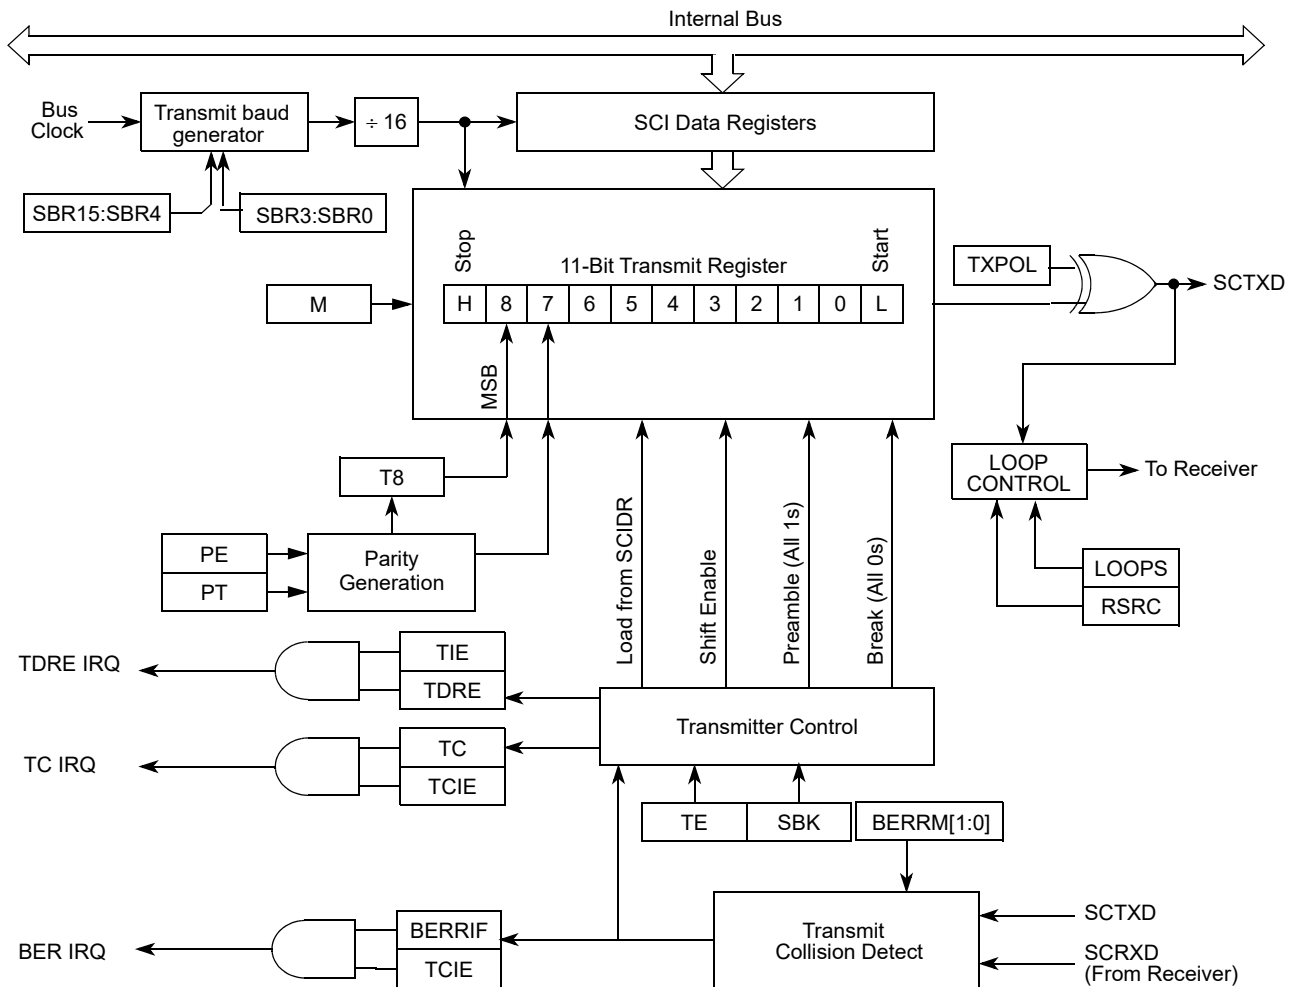 Internal Bus
Bus
Clock
Transmit baud
generator
÷ 16
SCI Data Registers
SBR15:SBR4
SBR3:SBR0
Stop
11-Bit Transmit Register
Start
H 8 7 6 5 4 3 2 1 0 L
M
TXPOL
SCTXD
MSB
T8
LOOP
CONTROL
To Receiver
PE
PT
Parity
Generation
LOOPS
RSRC
Load from SCIDR
Shift Enable
Preamble (All 1s)
Break (All 0s)
TDRE IRQ
TIE
TDRE
Transmitter Control
TC IRQ
TC
TCIE
TE
SBK
BERRM[1:0]
BER IRQ
BERRIF
TCIE
Transmit
Collision Detect
SCTXD
SCRXD
(From Receiver)